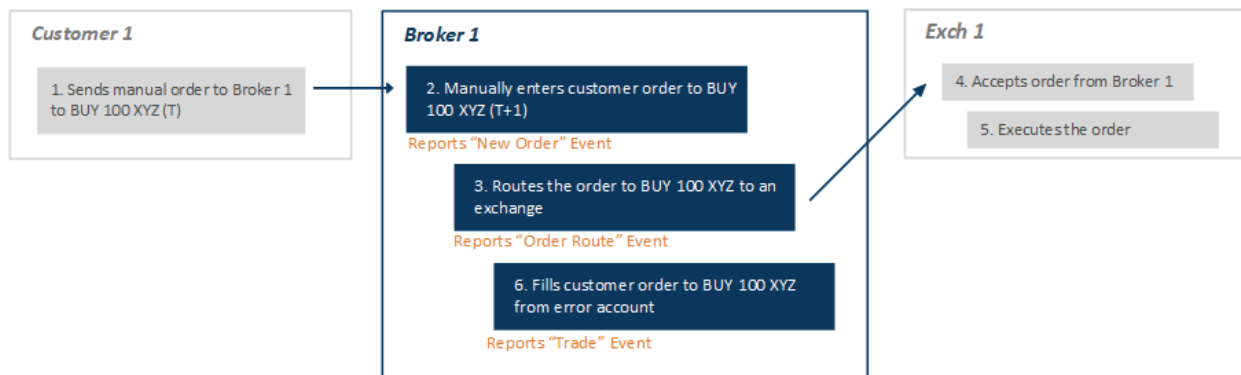 Customer 1
1. Sends manual order to Broker 1
to BUY 100 XYZ (T)
Broker 1
2. Manually enters customer order to BUY
100 XYZ (T+1)
Reports “New Order” Event
3. Routes the order to BUY 100 XYZ to an
exchange
Reports “Order Route” Event
6. Fills customer order to BUY 100 XYZ
from error account
Reports “Trade” Event
Exch 1
4. Accepts order from Broker 1
5. Executes the order